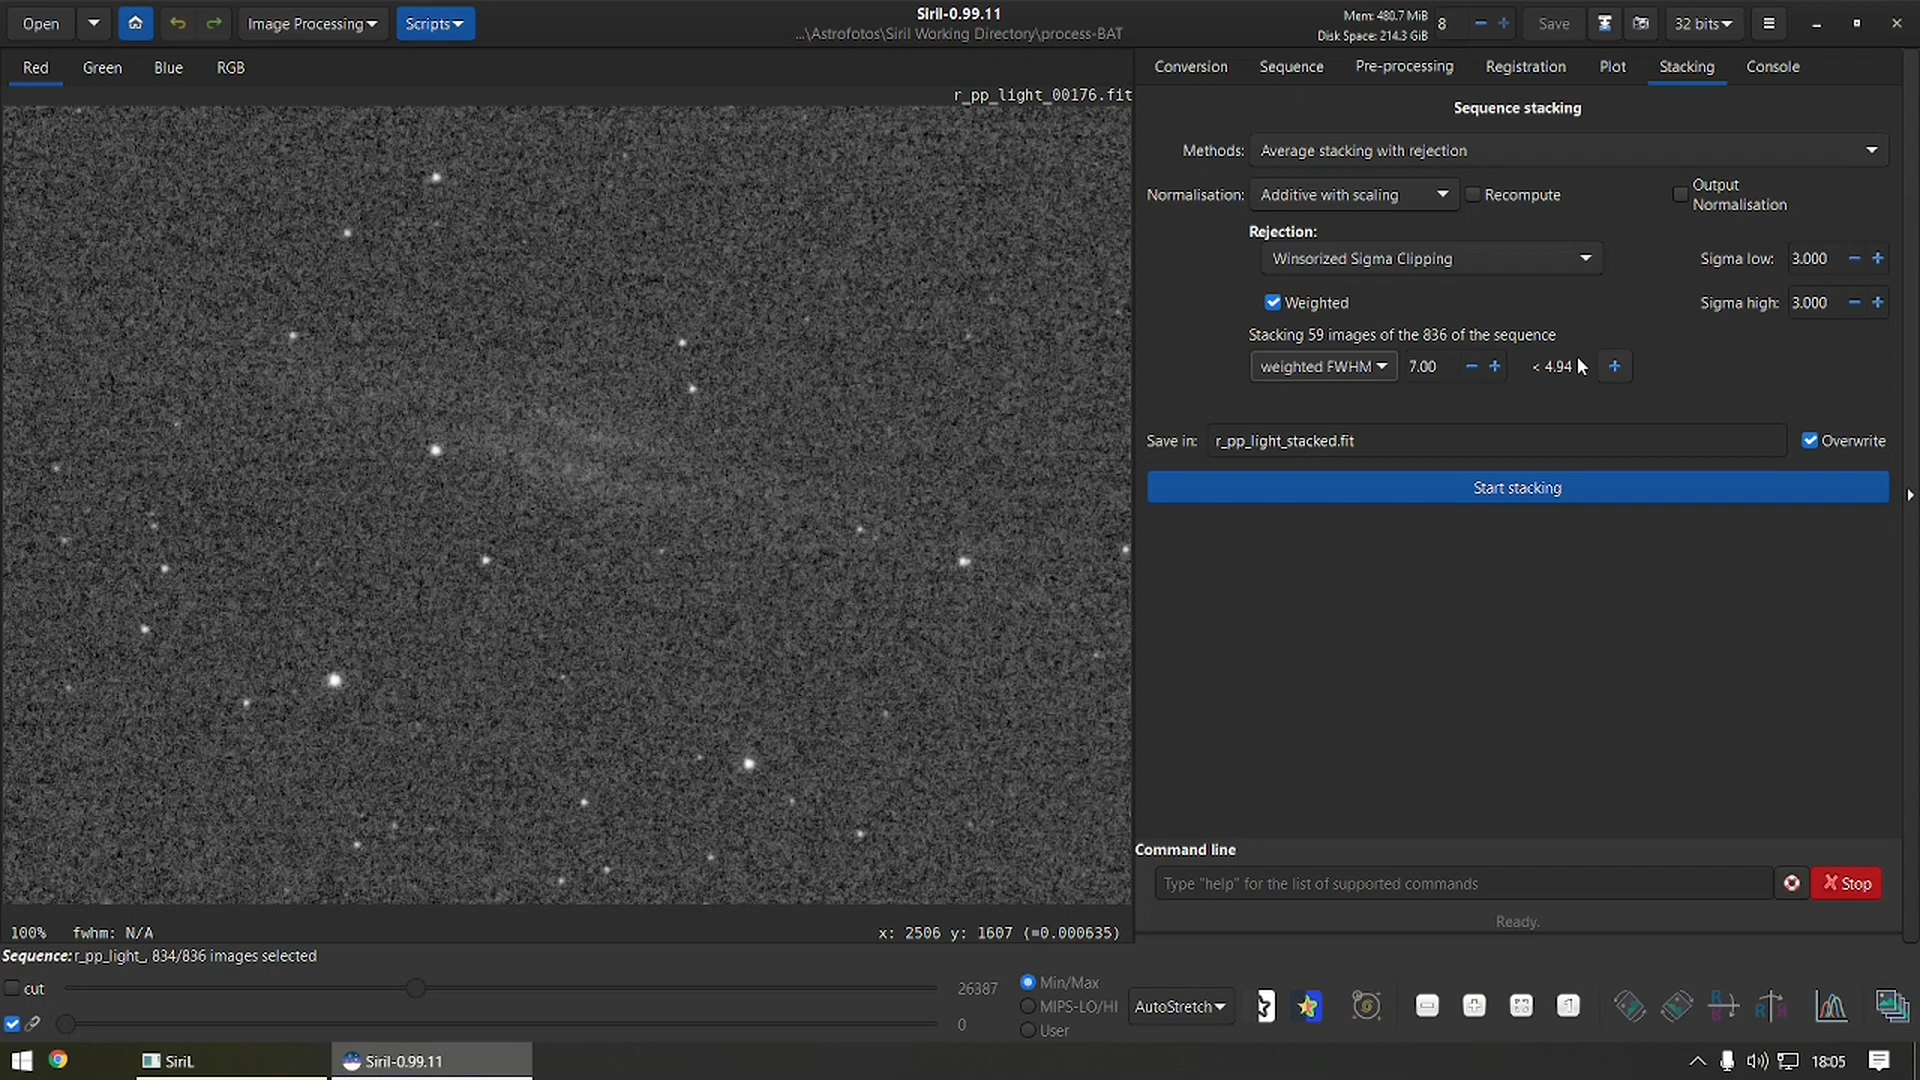 Open
Image Processing
Scripts
Siril-0.99.11
...\Astrofotos\Siril Working Directory\process-BAT
Mem: 480.7 MiB
Disk Space: 214.3 GiB
8
Save
32 bits
Red
Green
Blue
RGB
r_pp_light_00176.fit
Conversion
Sequence
Pre-processing
Registration
Plot
Stacking
Console
Sequence stacking
Methods: Average stacking with rejection
Normalisation: Additive with scaling
Recompute
Output
Normalisation
Rejection:
Winsorized Sigma Clipping
Sigma low: 3.000
Weighted
Sigma high: 3.000
Stacking 59 images of the 836 of the sequence
weighted FWHM
7.00
< 4.94
Save in: r_pp_light_stacked.fit
Overwrite
Start stacking
Command line
Type "help" for the list of supported commands
Stop
Ready.
100%
fwhm: N/A
x: 2506 y: 1607 (=0.000635)
Sequence: r_pp_light_, 834/836 images selected
cut
26387
0
Min/Max
MIPS-LO/HI
User
AutoStretch
SiriL
Siril-0.99.11
18:05